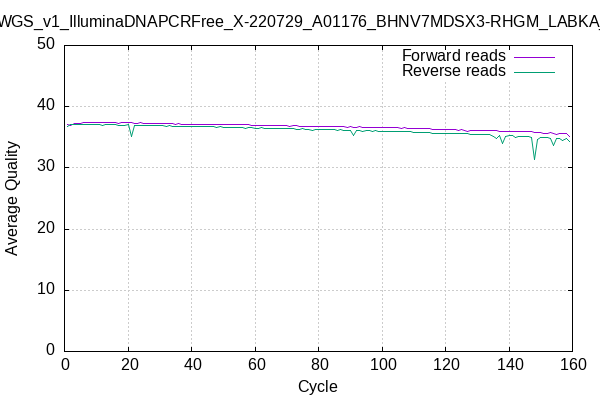 WGS_v1_IlluminaDNAPCRFree_X-220729_A01176_BHNV7MDSX3-RHGM_LABKA
Forward reads
Reverse reads
50
40
30
20
10
0
Average Quality
0 20 40 60 80 100 120 140 160
Cycle